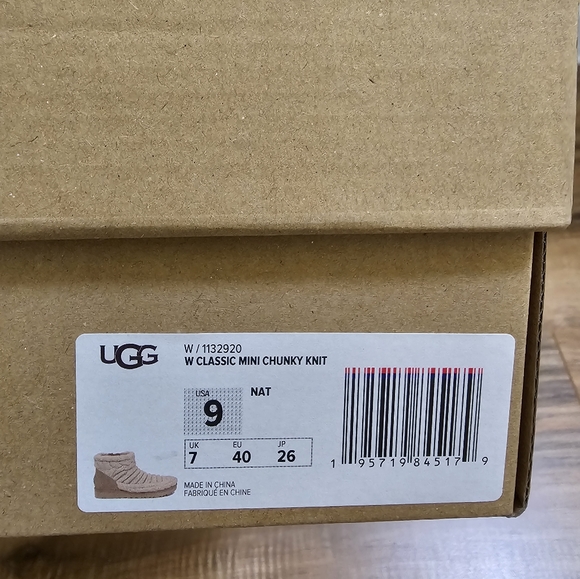 UGG
W / 1132920
W CLASSIC MINI CHUNKY KNIT
USA
9
NAT
UK EU JP
7 40 26
MADE IN CHINA
FABRIQUÉ EN CHINE
1 95719 84517 9